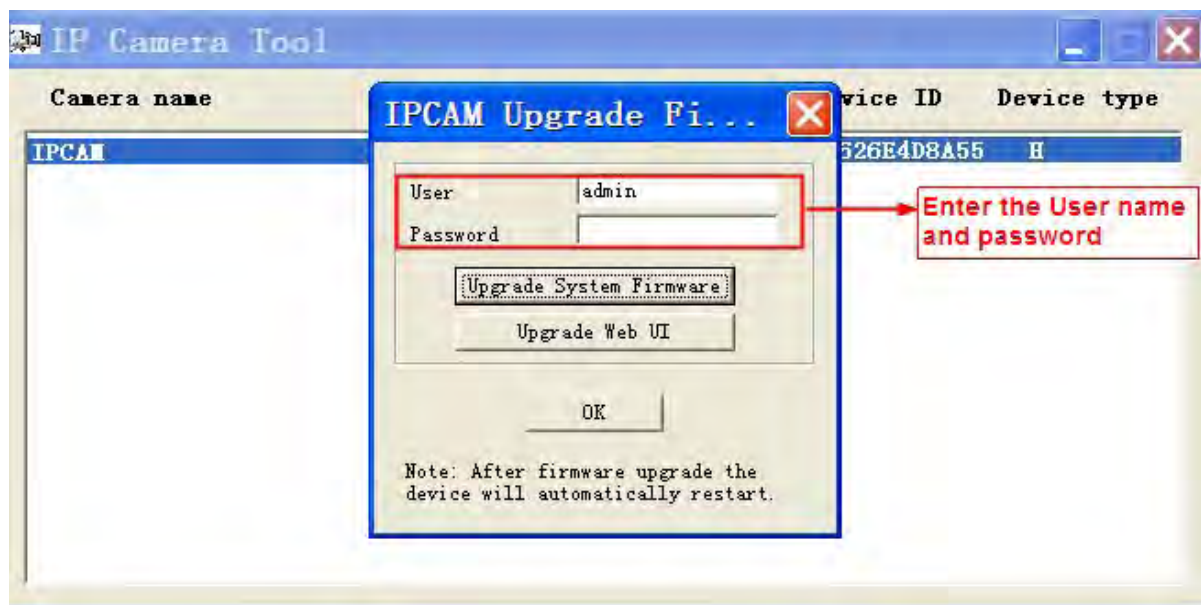 IP Camera Tool
Camera name
vice ID Device type
IPCAM Upgrade Fi...
IPCAM
526E4D8A55 H
User admin
Password
Enter the User name
and password
Upgrade System Firmware
Upgrade Web UI
OK
Note: After firmware upgrade the
device will automatically restart.